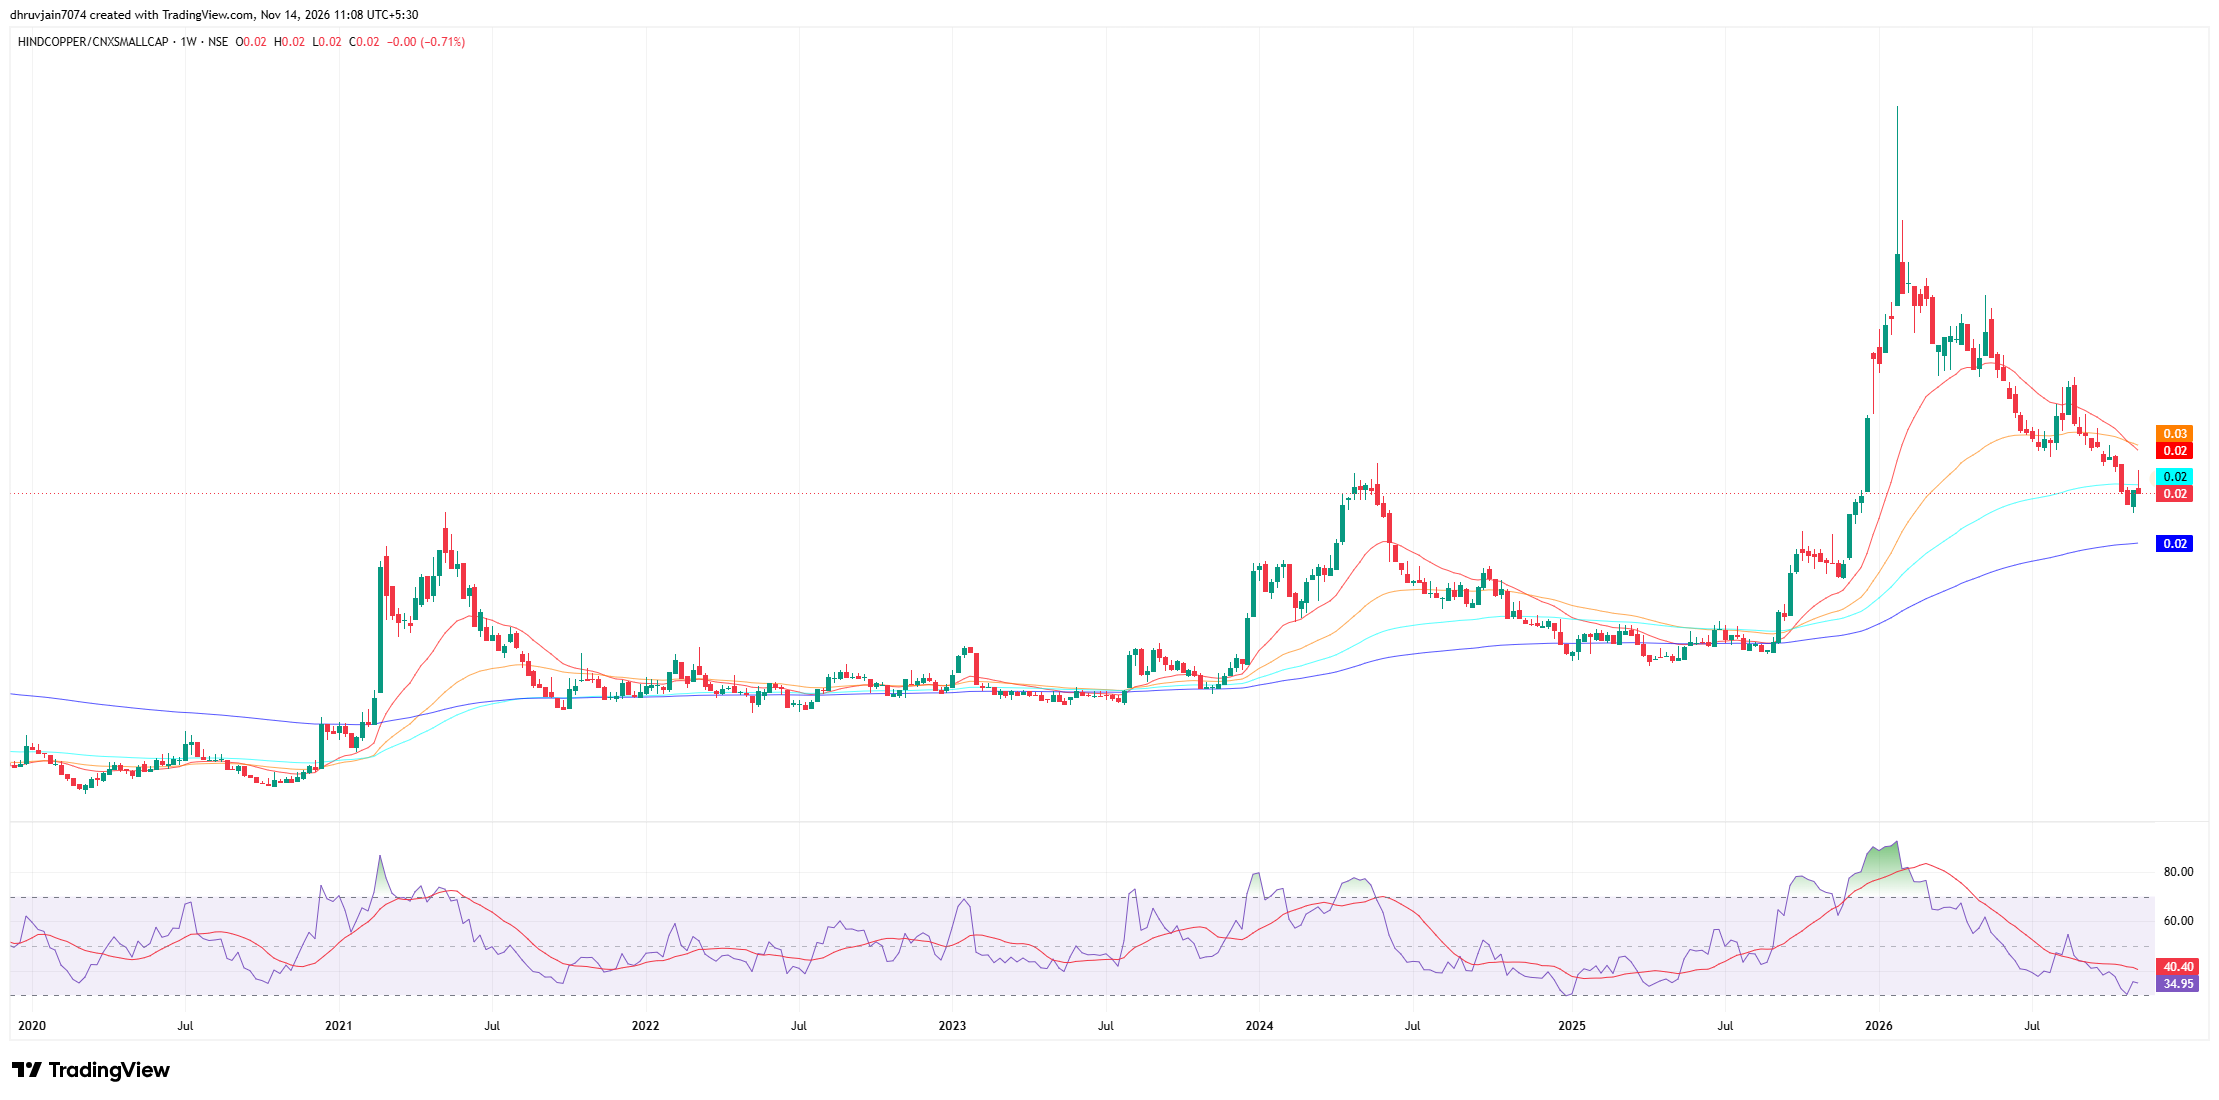 dhruvjain7074 created with TradingView.com, Nov 14, 2026 11:08 UTC+5:30
HINDCOPPER/CNXSMALLCAP · 1W · NSE O0.02 H0.02 L0.02 C0.02 −0.00 (−0.71%)
0.03
0.02
0.02
0.02
0.02
80.00
60.00
40.40
34.95
2020 Jul 2021 Jul 2022 Jul 2023 Jul 2024 Jul 2025 Jul 2026 Jul
TradingView